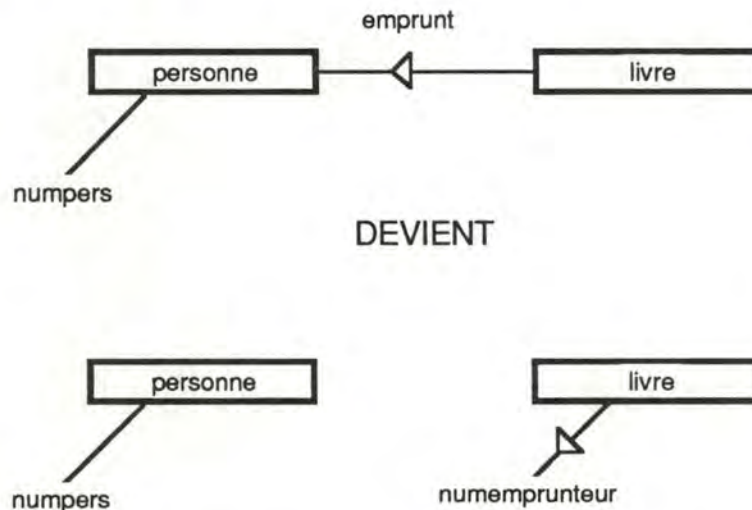 emprunt
personne livre
numpers
DEVIENT
personne livre
numpers numemprunteur